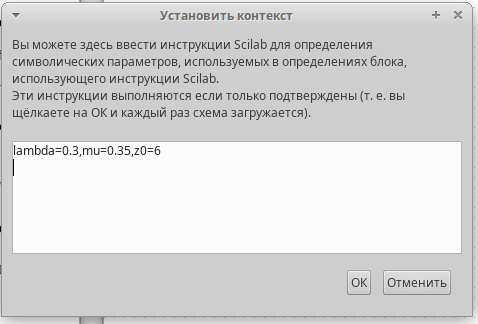 Установить контекст
Вы можете здесь ввести инструкции Scilab для определения
символических параметров, используемых в определениях блока,
использующего инструкции Scilab.
Эти инструкции выполняются если только подтверждены (т. е. вы
щёлкаете на OK и каждый раз схема загружается).
lambda=0.3,mu=0.35,z0=6
OK Отменить